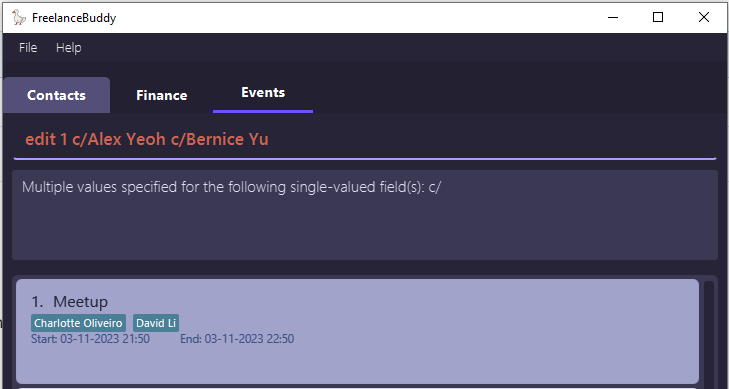 FreelanceBuddy
File Help
Contacts Finance Events
edit 1 c/Alex Yeoh c/Bernice Yu
Multiple values specified for the following single-valued field(s): c/
1. Meetup
Charlotte Oliveiro David Li
Start: 03-11-2023 21:50 End: 03-11-2023 22:50